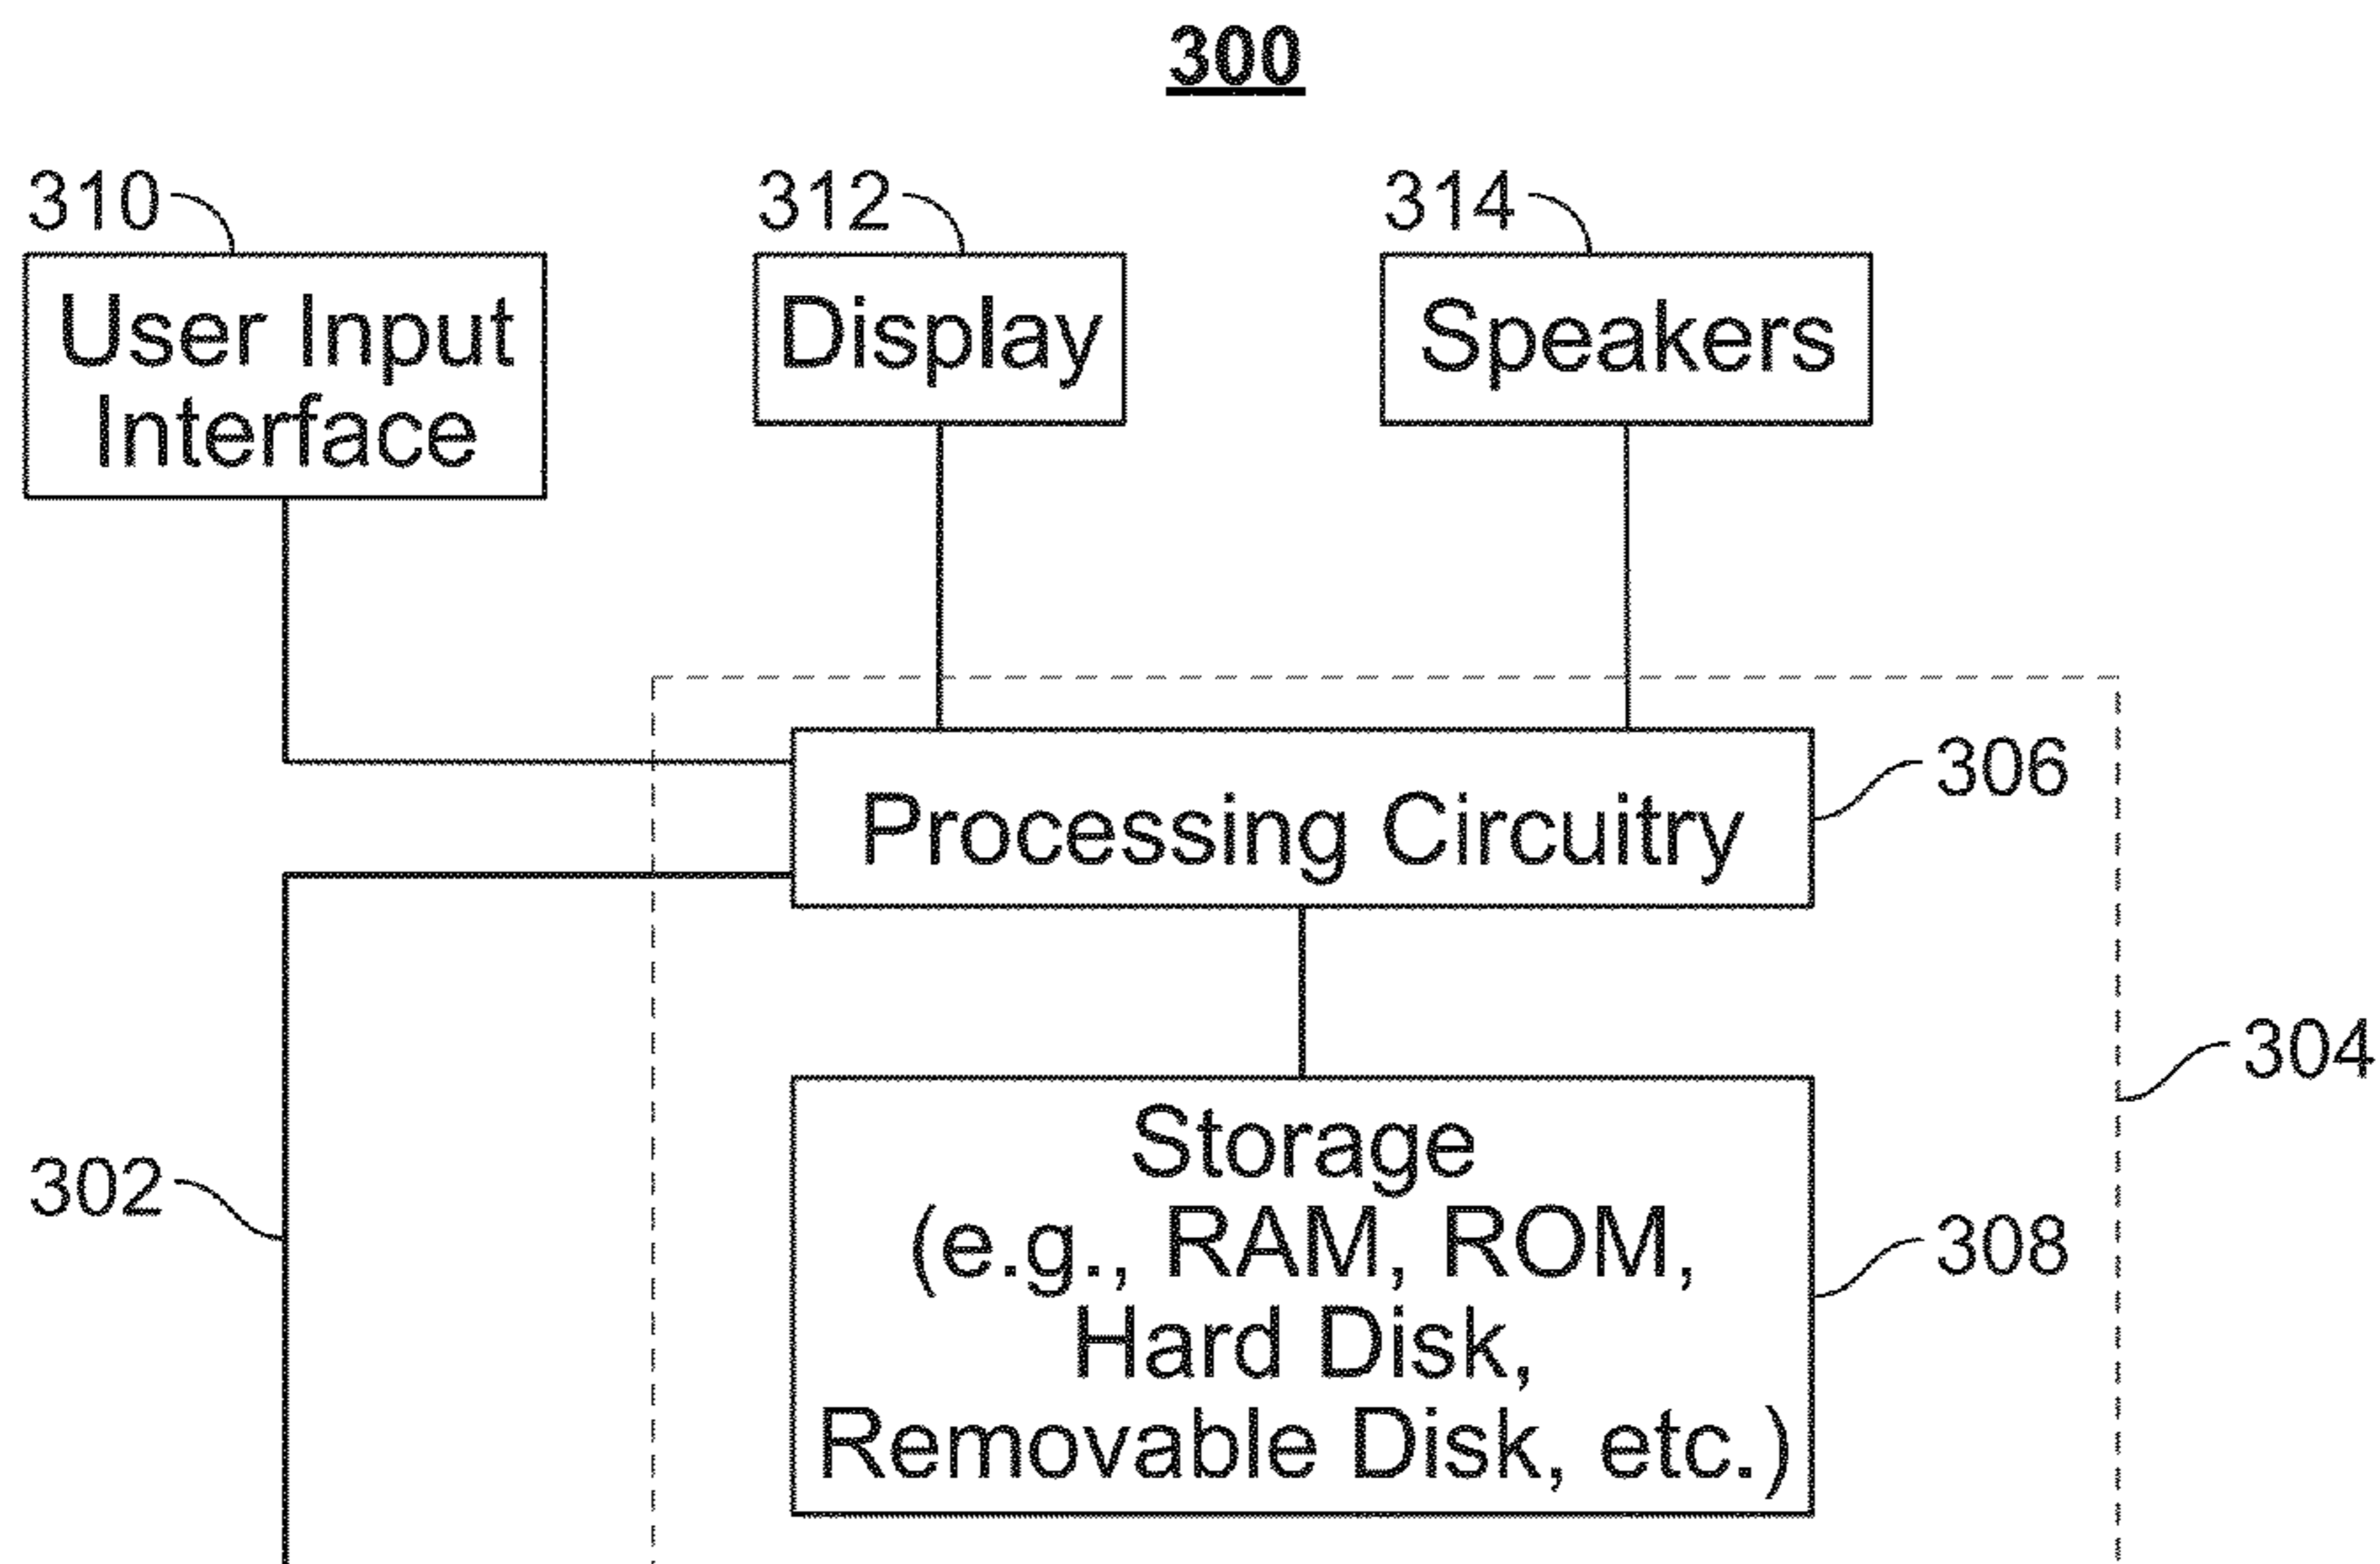 300
310
312
314
User Input
Interface
Display
Speakers
306
Processing Circuitry
304
302
Storage
(e.g., RAM, ROM,
Hard Disk,
Removable Disk, etc.)
308